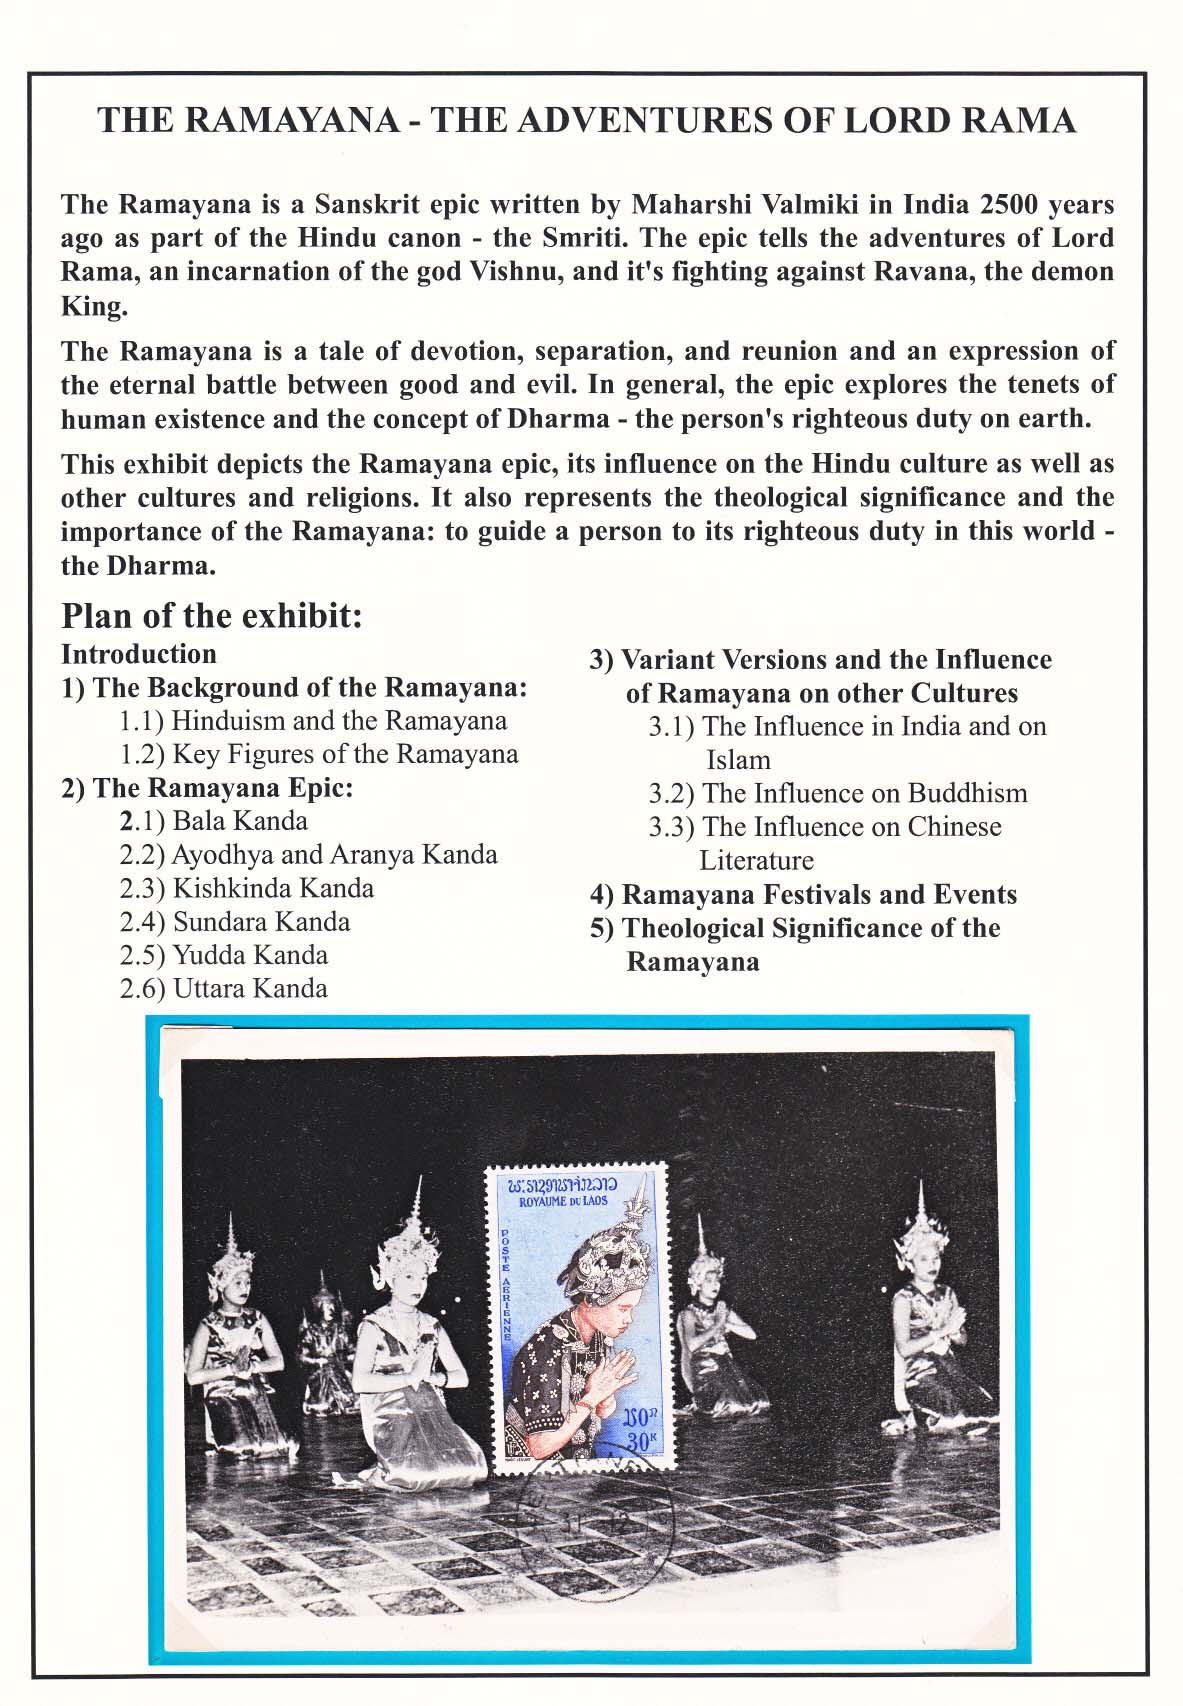 THE RAMAYANA - THE ADVENTURES OF LORD RAMA
The Ramayana is a Sanskrit epic written by Maharshi Valmiki in India 2500 years
ago as part of the Hindu canon - the Smriti. The epic tells the adventures of Lord
Rama, an incarnation of the god Vishnu, and it's fighting against Ravana, the demon
King.
The Ramayana is a tale of devotion, separation, and reunion and an expression of
the eternal battle between good and evil. In general, the epic explores the tenets of
human existence and the concept of Dharma - the person's righteous duty on earth.
This exhibit depicts the Ramayana epic, its influence on the Hindu culture as well as
other cultures and religions. It also represents the theological significance and the
importance of the Ramayana: to guide a person to its righteous duty in this world -
the Dharma.
Plan of the exhibit:
Introduction
1) The Background of the Ramayana:
1.1) Hinduism and the Ramayana
1.2) Key Figures of the Ramayana
2) The Ramayana Epic:
2.1) Bala Kanda
2.2) Ayodhya and Aranya Kanda
2.3) Kishkinda Kanda
2.4) Sundara Kanda
2.5) Yudda Kanda
2.6) Uttara Kanda
3) Variant Versions and the Influence
of Ramayana on other Cultures
3.1) The Influence in India and on
Islam
3.2) The Influence on Buddhism
3.3) The Influence on Chinese
Literature
4) Ramayana Festivals and Events
5) Theological Significance of the
Ramayana
ພຣະຣາຊອານາຈັກລາວ
ROYAUME DU LAOS
POSTE AERIENNE
30K